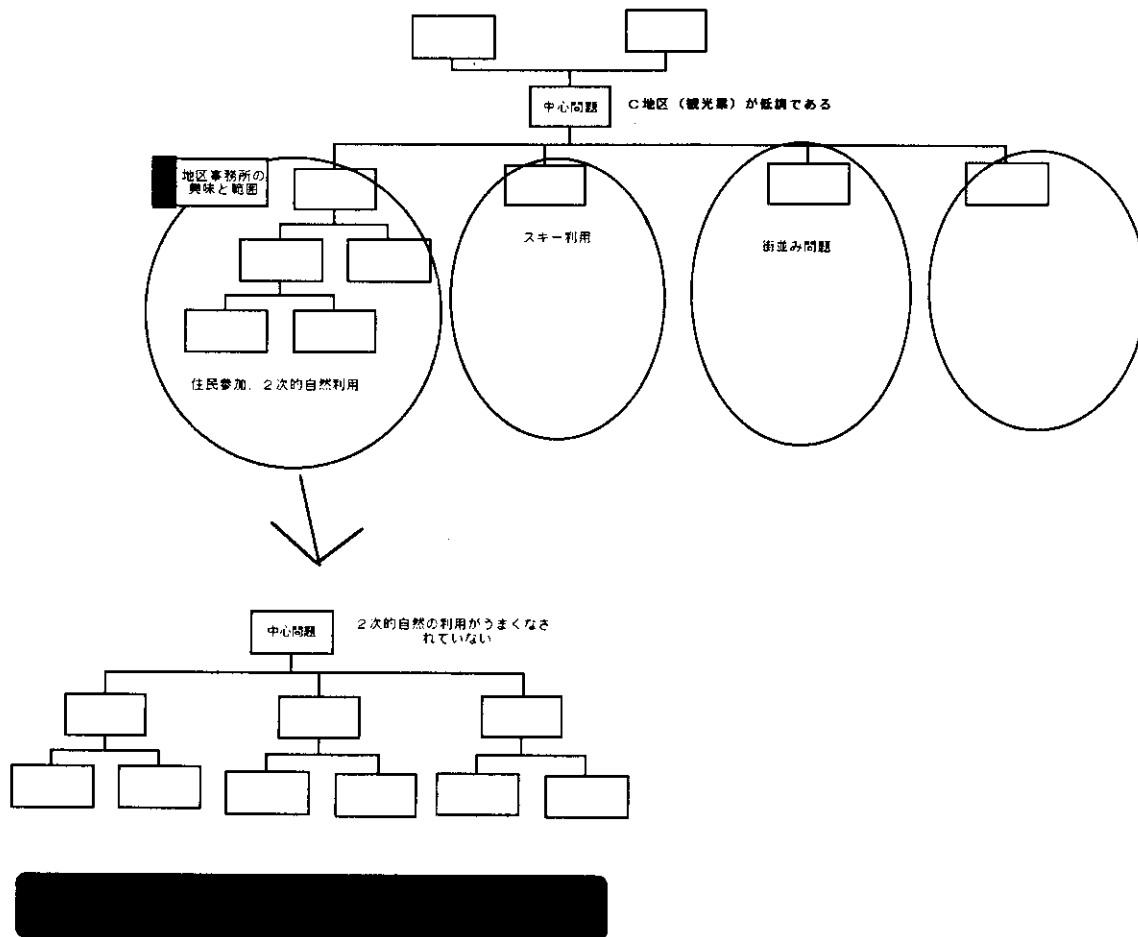 中心問題
C地区（観光業）が低調である
地区事務所の
興味と範囲
スキー利用
街並み問題
住民参加、２次的自然利用
中心問題
２次的自然の利用がうまくなさ
れていない